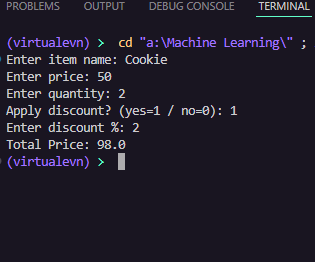 PROBLEMS OUTPUT DEBUG CONSOLE TERMINAL
(virtualevn) > cd "a:\Machine Learning\" ;
Enter item name: Cookie
Enter price: 50
Enter quantity: 2
Apply discount? (yes=1 / no=0): 1
Enter discount %: 2
Total Price: 98.0
(virtualevn) >